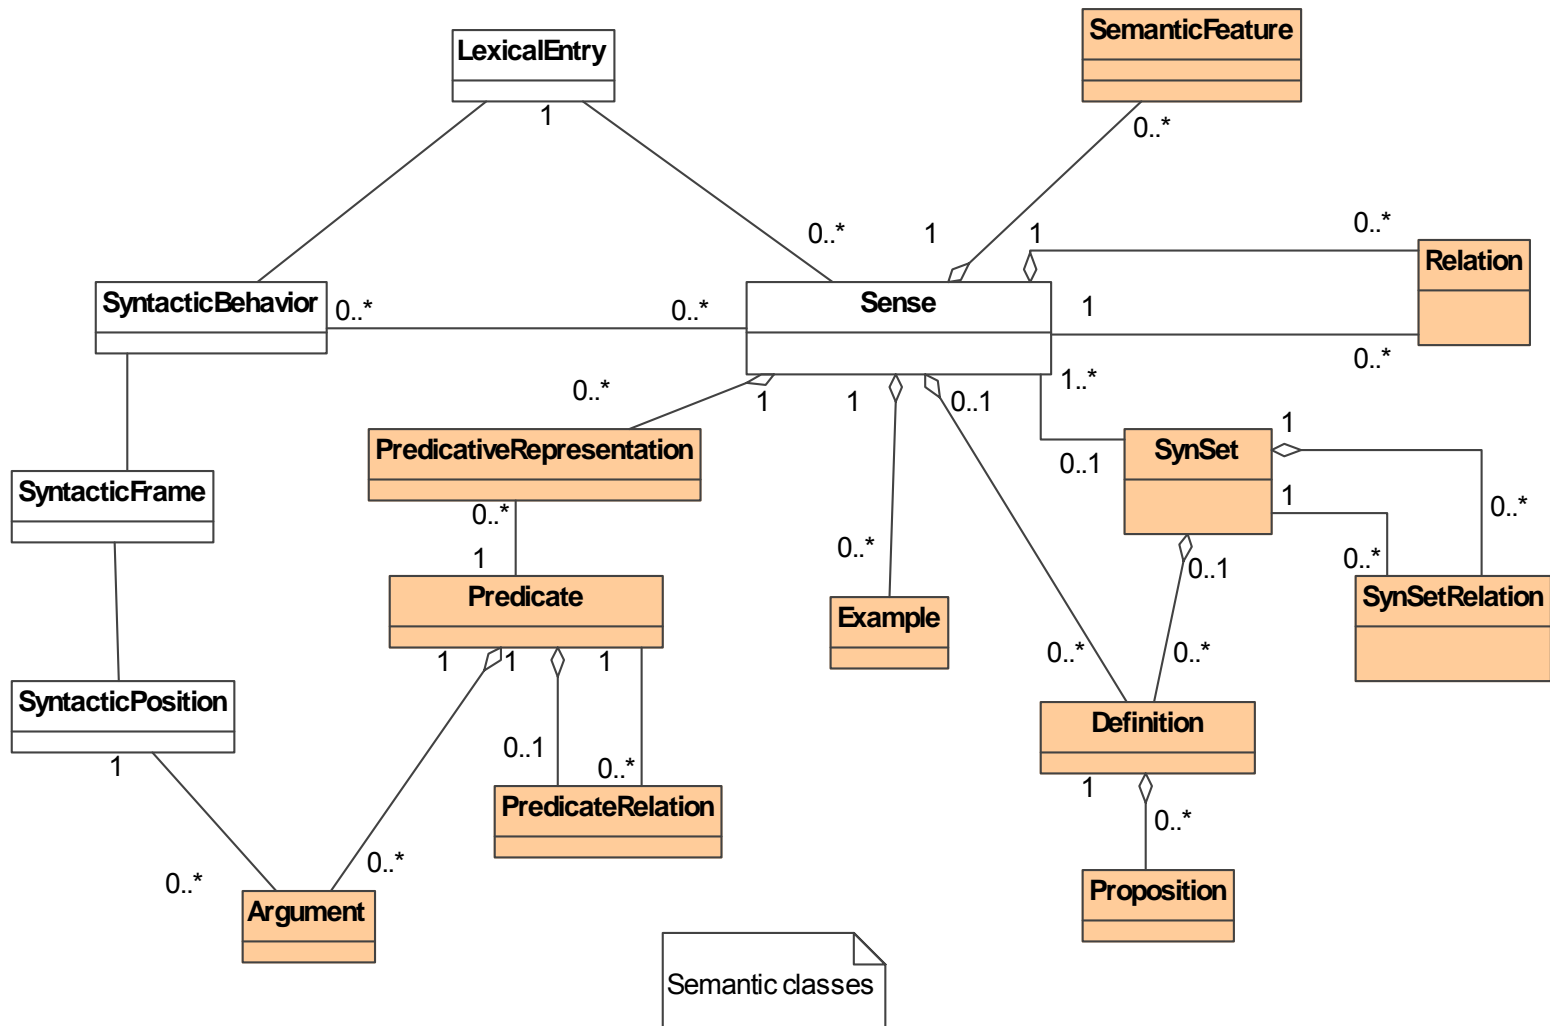 SemanticFeature
LexicalEntry
1
0..*
0..*
1
1
0..*
Relation
SyntacticBehavior
0..*
0..*
Sense
1
0..*
0..*
1
1
0..1
1..*
1
PredicativeRepresentation
SynSet
0..1
SyntacticFrame
1
0..*
0..*
0..*
0..*
1
0..1
Predicate
Example
SynSetRelation
1
1
1
0..*
0..*
SyntacticPosition
Definition
0..1
1
0..*
1
PredicateRelation
0..*
0..*
0..*
Proposition
Argument
Semantic classes